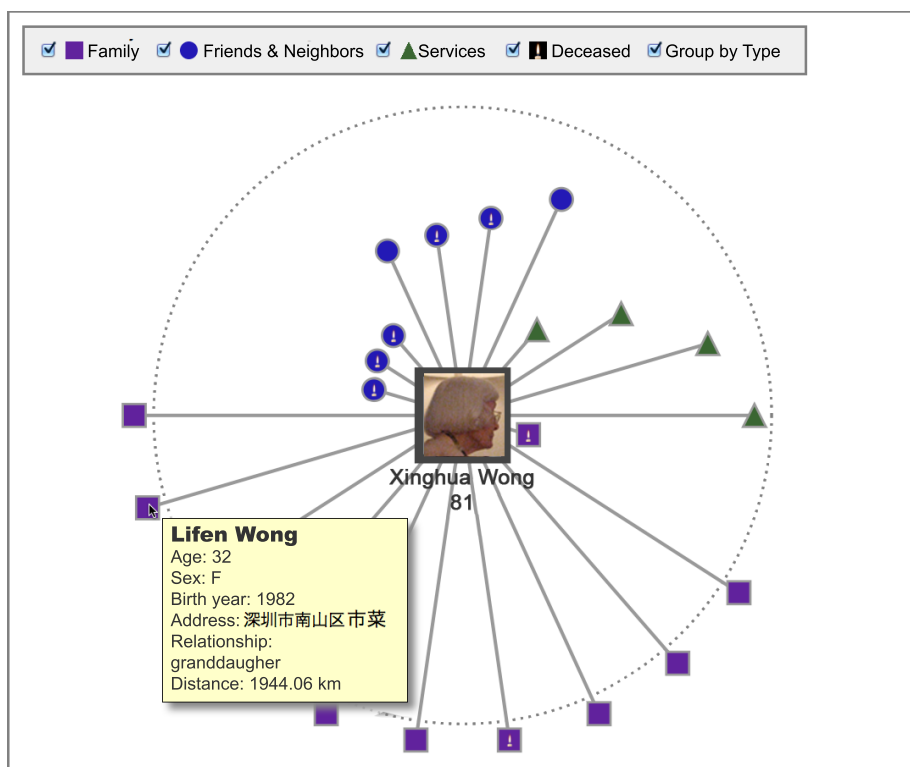 Family Friends & Neighbors Services Deceased Group by Type
Xinghua Wong
81
Lifen Wong
Age: 32
Sex: F
Birth year: 1982
Address: 深圳市南山区市菜
Relationship:
granddaugher
Distance: 1944.06 km